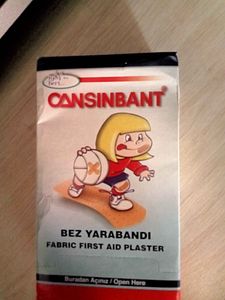 CANSINBANT®
BEZ YARABANDI
FABRIC FIRST AID PLASTER
Buradan Açınız / Open Here